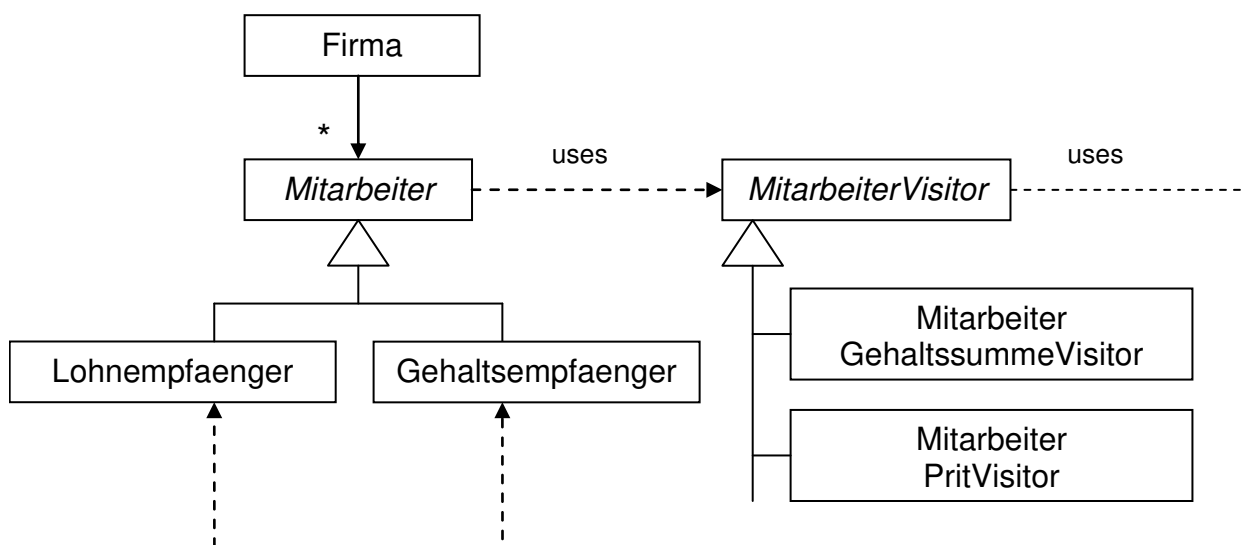 Firma
*
uses
uses
Mitarbeiter
MitarbeiterVisitor
Mitarbeiter
GehaltssummeVisitor
Lohnempfaenger
Gehaltsempfaenger
Mitarbeiter
PritVisitor